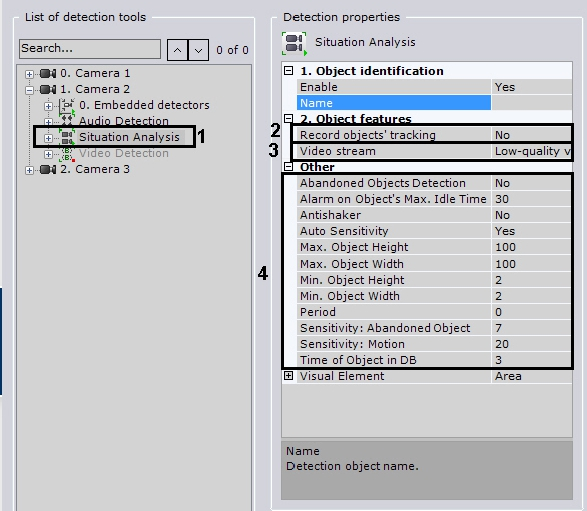 List of detection tools
Search...
0 of 0
0. Camera 1
1. Camera 2
0. Embedded detectors
Audio Detection
Situation Analysis 1
Video Detection
2. Camera 3
Detection properties
Situation Analysis
1. Object identification
Enable Yes
Name
2. Object features
2 Record objects' tracking No
3 Video stream Low-quality v
Other
Abandoned Objects Detection No
Alarm on Object's Max. Idle Time 30
Antishaker No
Auto Sensitivity Yes
Max. Object Height 100
Max. Object Width 100
4 Min. Object Height 2
Min. Object Width 2
Period 0
Sensitivity: Abandoned Object 7
Sensitivity: Motion 20
Time of Object in DB 3
Visual Element Area
Name
Detection object name.